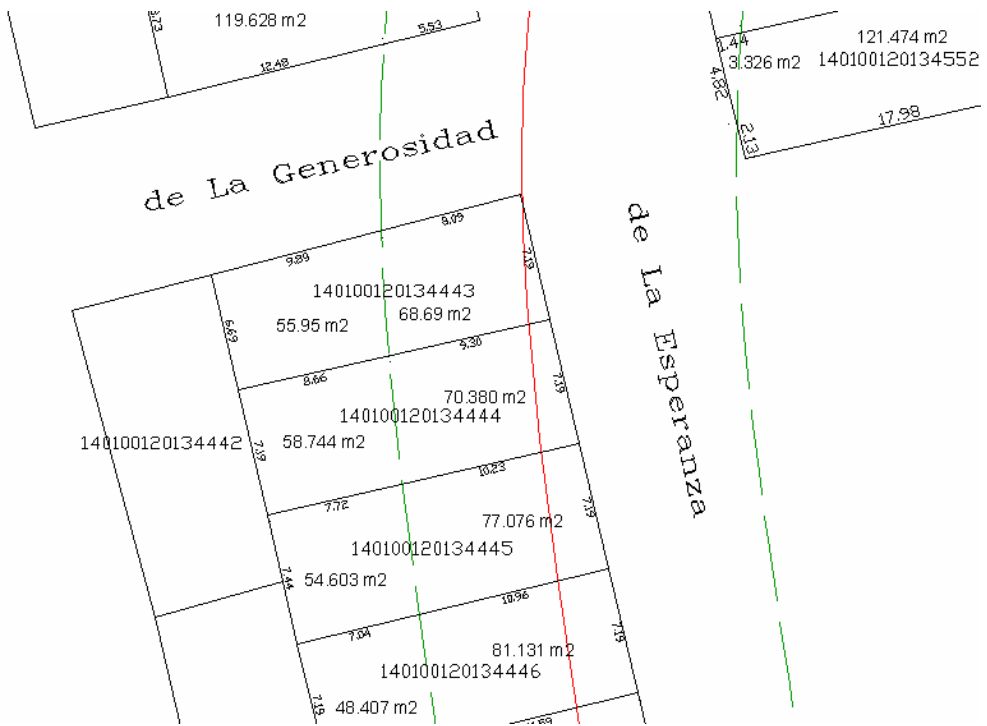 8.73
119.628 m2
5.53
12.48
1.44
121.474 m2
3.326 m2
140100120134552
4.82
17.98
2.13
de La Generosidad
de La Esperanza
8.09
9.89
7.19
140100120134443
68.69 m2
55.95 m2
6.69
9.30
8.66
7.19
70.380 m2
140100120134444
140100120134442
58.744 m2
7.19
10.23
7.72
7.19
77.076 m2
140100120134445
54.603 m2
7.44
10.96
7.04
7.19
81.131 m2
140100120134446
7.19
48.407 m2